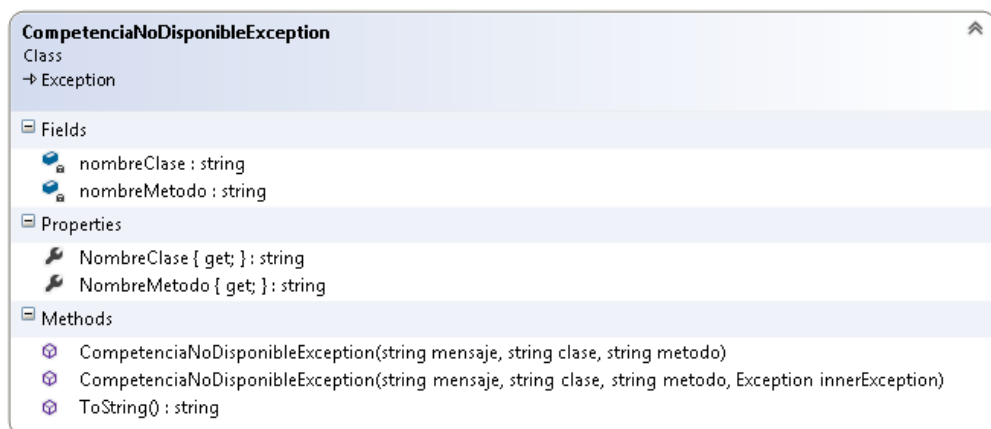 CompetenciaNoDisponibleException
Class
Exception
Fields
nombreClase : string
nombreMetodo : string
Properties
NombreClase { get; } : string
NombreMetodo { get; } : string
Methods
CompetenciaNoDisponibleException(string mensaje, string clase, string metodo)
CompetenciaNoDisponibleException(string mensaje, string clase, string metodo, Exception innerException)
ToString() : string